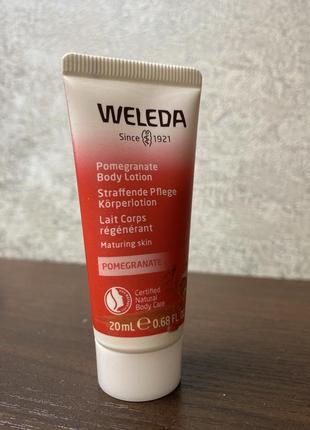 WELEDA
Since 1921
Pomegranate
Body Lotion
Straffende Pflege
Körperlotion
Lait Corps
régénérant
Maturing skin
POMEGRANATE
Certified
Natural
Body Care
20mL ℮ 0.68 FL.